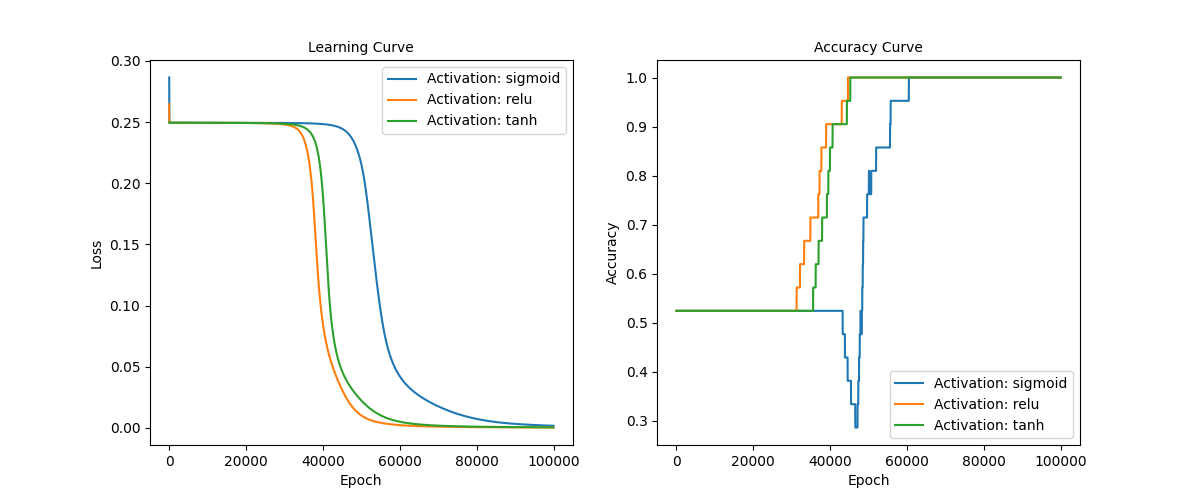 Learning Curve
Loss
0.30
0.25
0.20
0.15
0.10
0.05
0.00
Activation: sigmoid
Activation: relu
Activation: tanh
0 20000 40000 60000 80000 100000
Epoch
Accuracy Curve
Accuracy
1.0
0.9
0.8
0.7
0.6
0.5
0.4
0.3
Activation: sigmoid
Activation: relu
Activation: tanh
0 20000 40000 60000 80000 100000
Epoch